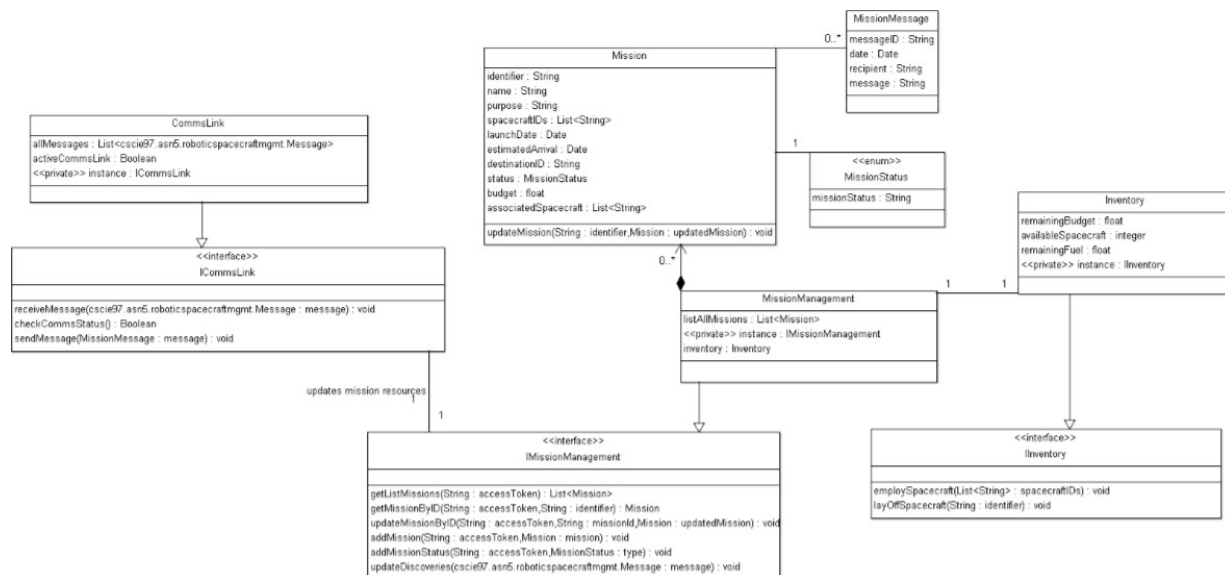 MissionMessage
messageID : String
date : Date
recipient : String
message : String
0..*
Mission
identifier : String
name : String
purpose : String
spacecraftIDs : List<String>
launchDate : Date
estimatedArrival : Date
destinationID : String
status : MissionStatus
budget : float
associatedSpacecraft : List<String>
updateMission(String : identifier,Mission : updatedMission) : void
CommsLink
allMessages : List<cscie97.asn5.roboticspacecraftmgmt.Message>
activeCommsLink : Boolean
<<private>> instance : ICommsLink
1
<<enum>>
MissionStatus
missionStatus : String
Inventory
remainingBudget : float
availableSpacecraft : integer
remainingFuel : float
<<private>> instance : IInventory
<<interface>>
ICommsLink
receiveMessage(cscie97.asn5.roboticspacecraftmgmt.Message : message) : void
checkCommsStatus() : Boolean
sendMessage(MissionMessage : message) : void
0..*
MissionManagement
listAllMissions : List<Mission>
<<private>> instance : IMissionManagement
inventory : Inventory
1
1
updates mission resources
1
1
<<interface>>
IMissionManagement
getListMissions(String : accessToken) : List<Mission>
getMissionByID(String : accessToken,String : identifier) : Mission
updateMissionByID(String : accessToken,String : missionId,Mission : updatedMission) : void
addMission(String : accessToken,Mission : mission) : void
addMissionStatus(String : accessToken,MissionStatus : type) : void
updateDiscoveries(cscie97.asn5.roboticspacecraftmgmt.Message : message) : void
<<interface>>
IInventory
employSpacecraft(List<String> : spacecraftIDs) : void
layOffSpacecraft(String : identifier) : void